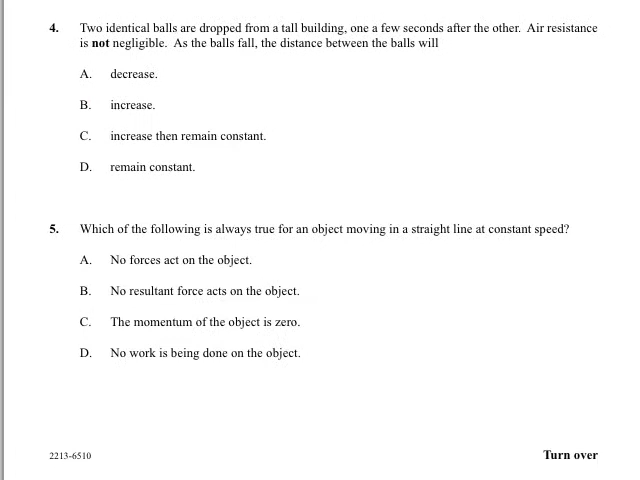 4. Two identical balls are dropped from a tall building, one a few seconds after the other. Air resistance
is not negligible. As the balls fall, the distance between the balls will
A. decrease.
B. increase.
C. increase then remain constant.
D. remain constant.
5. Which of the following is always true for an object moving in a straight line at constant speed?
A. No forces act on the object.
B. No resultant force acts on the object.
C. The momentum of the object is zero.
D. No work is being done on the object.
2213-6510 Turn over